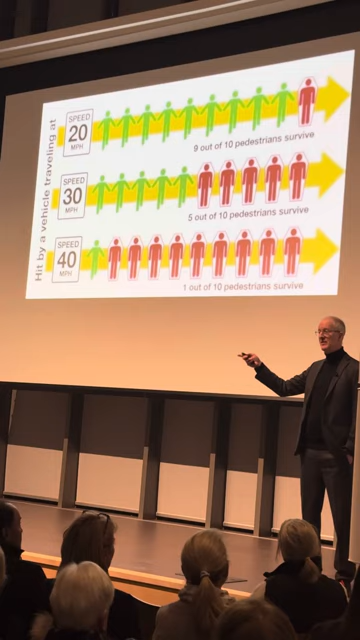 Hit by a vehicle traveling at
SPEED
20
MPH
9 out of 10 pedestrians survive
SPEED
30
MPH
5 out of 10 pedestrians survive
SPEED
40
MPH
1 out of 10 pedestrians survive